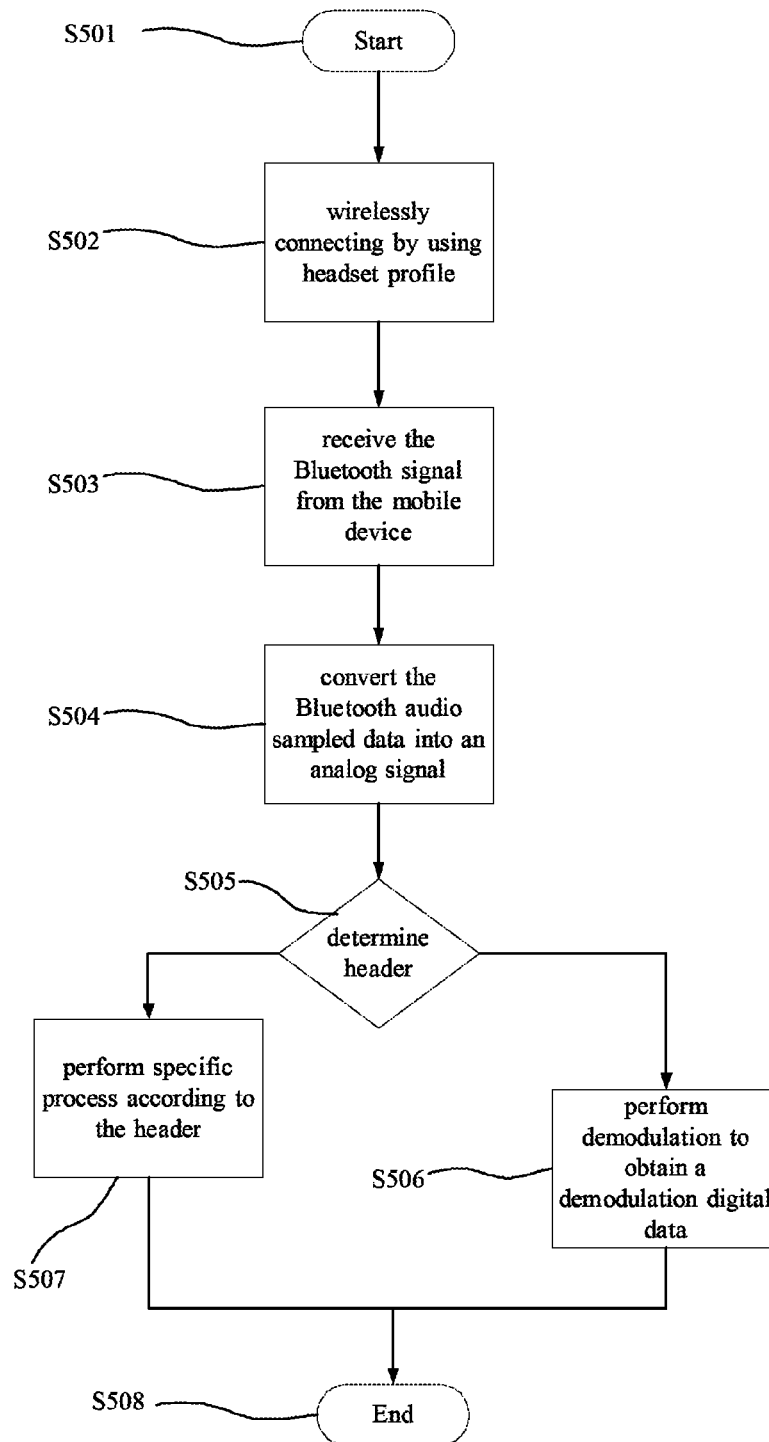 S501
Start
S502
wirelessly
connecting by using
headset profile
S503
receive the
Bluetooth signal
from the mobile
device
S504
convert the
Bluetooth audio
sampled data into an
analog signal
S505
determine
header
perform specific
process according to
the header
S507
perform
demodulation to
obtain a
demodulation digital
data
S506
S508
End